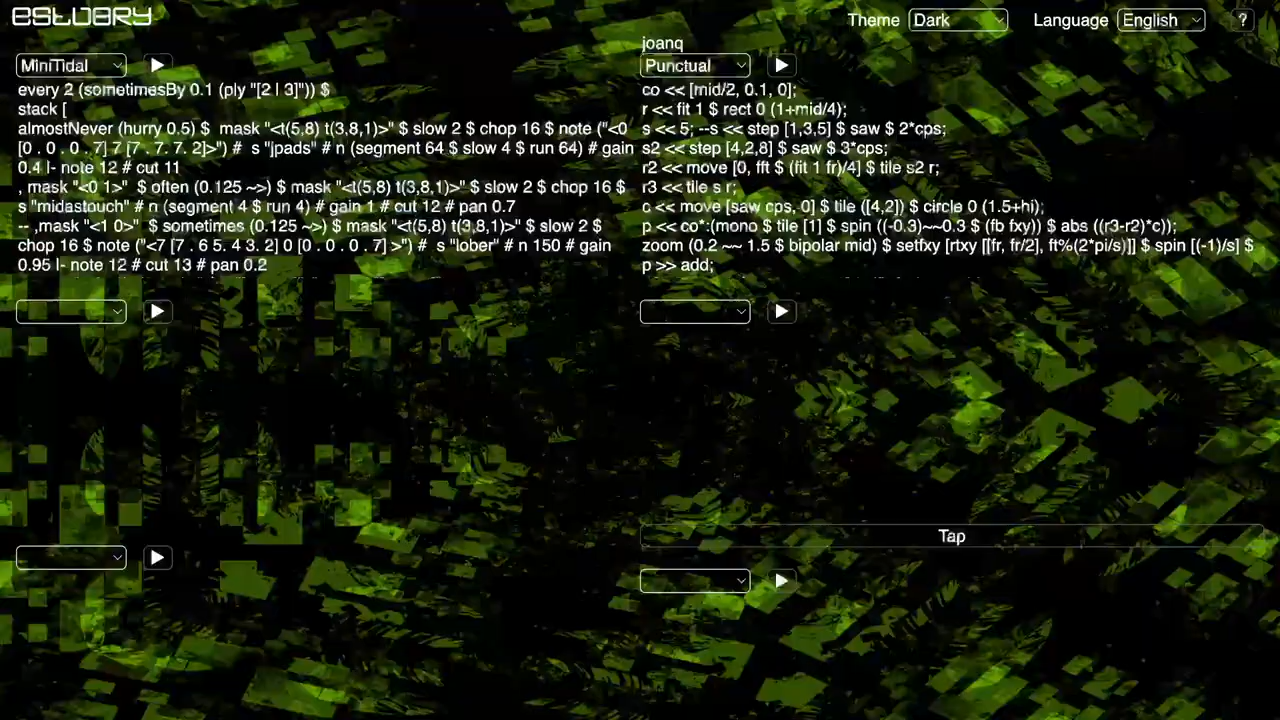 estuary
Theme Dark Language English ?
MiniTidal
every 2 (sometimesBy 0.1 (ply "[2 | 3]")) $
stack [
almostNever (hurry 0.5) $ mask "<t(5,8) t(3,8,1)>" $ slow 2 $ chop 16 $ note ("<0
[0 . 0 . 0 . 7] 7 [7 . 7. 7. 2]>") # s "jpads" # n (segment 64 $ slow 4 $ run 64) # gain
0.4 |- note 12 # cut 11
, mask "<0 1>" $ often (0.125 ~>) $ mask "<t(5,8) t(3,8,1)>" $ slow 2 $ chop 16 $
s "midastouch" # n (segment 4 $ run 4) # gain 1 # cut 12 # pan 0.7
-- ,mask "<1 0>" $ sometimes (0.125 ~>) $ mask "<t(5,8) t(3,8,1)>" $ slow 2 $
chop 16 $ note ("<7 [7 . 6 5 . 4 3. 2] 0 [0 . 0 . 0 . 7] >") # s "lober" # n 150 # gain
0.95 |- note 12 # cut 13 # pan 0.2
joanq
Punctual
co << [mid/2, 0.1, 0];
r << fit 1 $ rect 0 (1+mid/4);
s << 5; --s << step [1,3,5] $ saw $ 2*cps;
s2 << step [4,2,8] $ saw $ 3*cps;
r2 << move [0, fft $ (fit 1 fr)/4] $ tile s2 r;
r3 << tile s r;
c << move [saw cps, 0] $ tile ([4,2]) $ circle 0 (1.5+hi);
p << co*:(mono $ tile [1] $ spin ((-0.3)~~0.3 $ (fb fxy)) $ abs ((r3-r2)*c));
zoom (0.2 ~~ 1.5 $ bipolar mid) $ setfxy [rtxy [[fr, fr/2], ft%(2*pi/s)]] $ spin [(-1)/s] $
p >> add;
Tap